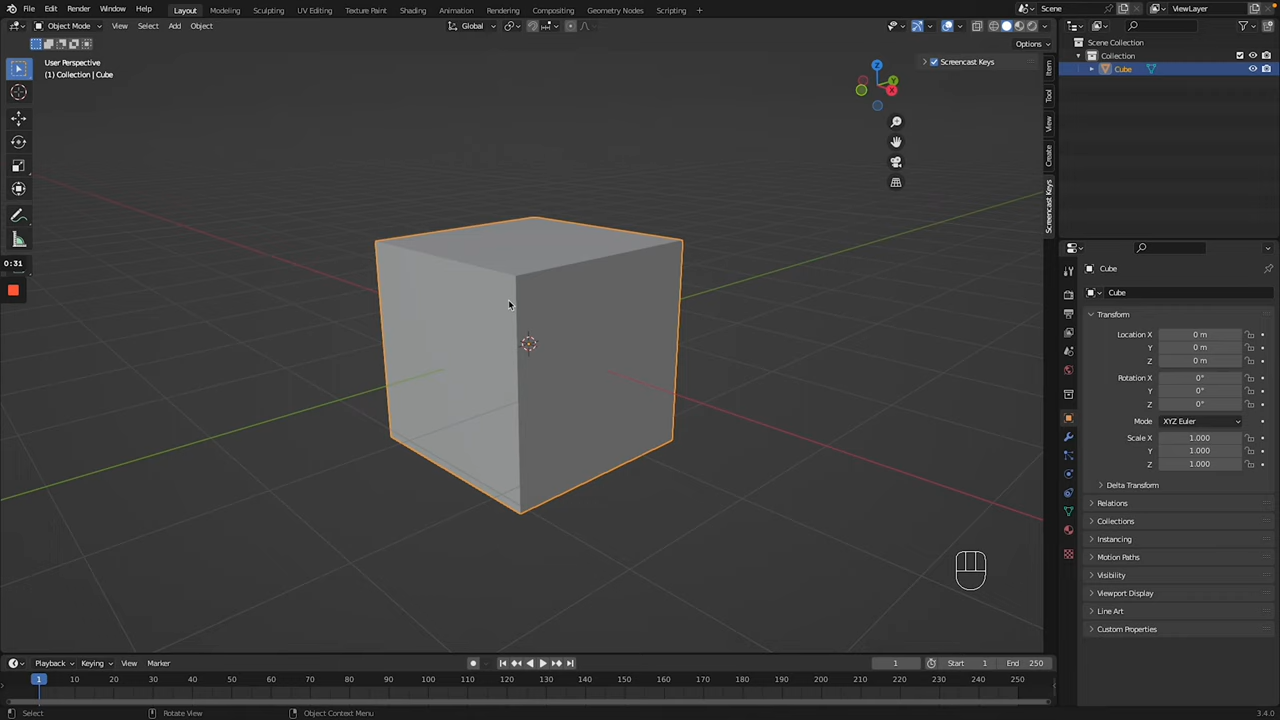 File Edit Render Window Help Layout Modeling Sculpting UV Editing Texture Paint Shading Animation Rendering Compositing Geometry Nodes Scripting + Scene ViewLayer
Object Mode View Select Add Object Global
Options
User Perspective
(1) Collection | Cube
Screencast Keys
Z
Y
X
Item
Tool
View
Create
Screencast Keys
0:31
Scene Collection
Collection
Cube
Cube
Cube
Transform
Location X 0 m
Y 0 m
Z 0 m
Rotation X 0°
Y 0°
Z 0°
Mode XYZ Euler
Scale X 1.000
Y 1.000
Z 1.000
Delta Transform
Relations
Collections
Instancing
Motion Paths
Visibility
Viewport Display
Line Art
Custom Properties
Playback Keying View Marker 1 Start 1 End 250
1 10 20 30 40 50 60 70 80 90 100 110 120 130 140 150 160 170 180 190 200 210 220 230 240 250
Select Rotate View Object Context Menu 3.4.0